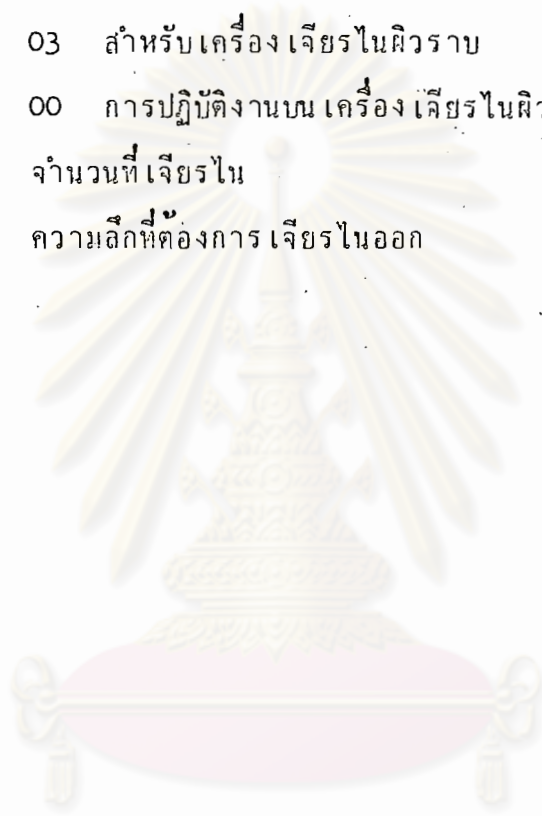 03 สำหรับเครื่องเจียรไนผิวราบ
00 การปฏิบัติงานบนเครื่องเจียรไนผิว
จำนวนที่เจียรไน
ความลึกที่ต้องการเจียรไนออก